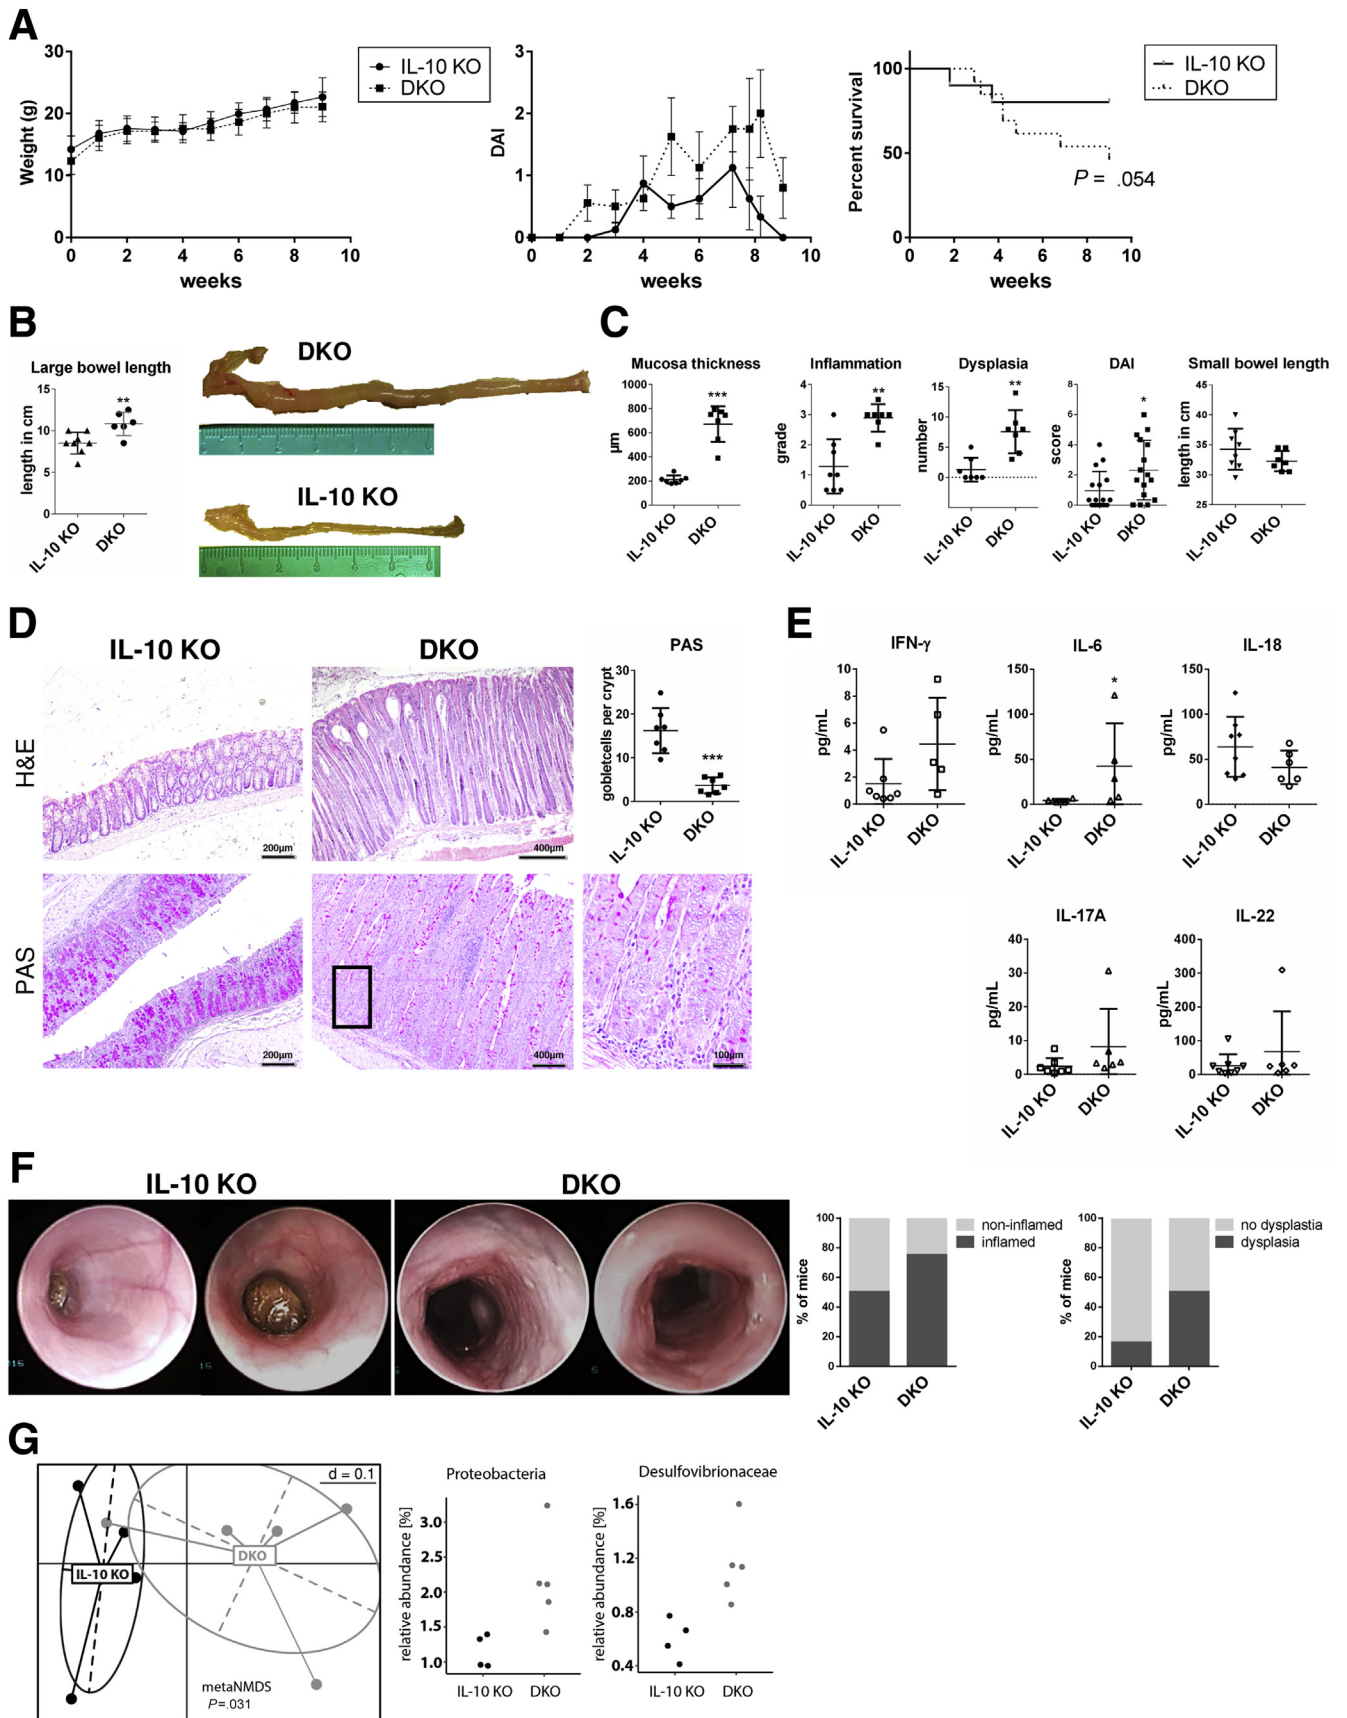 A
30
20
10
0
Weight (g)
0 2 4 6 8 10
weeks
IL-10 KO
DKO
3
2
1
0
DAI
0 2 4 6 8 10
weeks
100
50
0
Percent survival
0 2 4 6 8 10
weeks
IL-10 KO
DKO
P = .054
B
Large bowel length
15
10
5
0
length in cm
**
IL-10 KO
DKO
DKO
IL-10 KO
C
Mucosa thickness
1000
800
600
400
200
0
µm
***
IL-10 KO
DKO
Inflammation
4
3
2
1
0
grade
**
IL-10 KO
DKO
Dysplasia
15
10
5
0
number
**
IL-10 KO
DKO
DAI
8
6
4
2
0
score
*
IL-10 KO
DKO
Small bowel length
45
40
35
30
25
length in cm
IL-10 KO
DKO
D
IL-10 KO
DKO
H&E
200µm
400µm
PAS
200µm
400µm
100µm
PAS
30
20
10
0
gobletcells per crypt
***
IL-10 KO
DKO
E
IFN-γ
10
8
6
4
2
0
pg/mL
IL-10 KO
DKO
IL-6
150
100
50
0
pg/mL
*
IL-10 KO
DKO
IL-18
150
100
50
0
pg/mL
IL-10 KO
DKO
IL-17A
40
30
20
10
0
pg/mL
IL-10 KO
DKO
IL-22
400
300
200
100
0
pg/mL
IL-10 KO
DKO
F
IL-10 KO
DKO
100
80
60
40
20
0
% of mice
IL-10 KO
DKO
non-inflamed
inflamed
100
80
60
40
20
0
% of mice
IL-10 KO
DKO
no dysplastia
dysplasia
G
d = 0.1
IL-10 KO
DKO
metaNMDS
P=.031
Proteobacteria
3.0
2.5
2.0
1.5
1.0
relative abundance [%]
IL-10 KO
DKO
Desulfovibrionaceae
1.6
1.2
0.8
0.4
relative abundance [%]
IL-10 KO
DKO